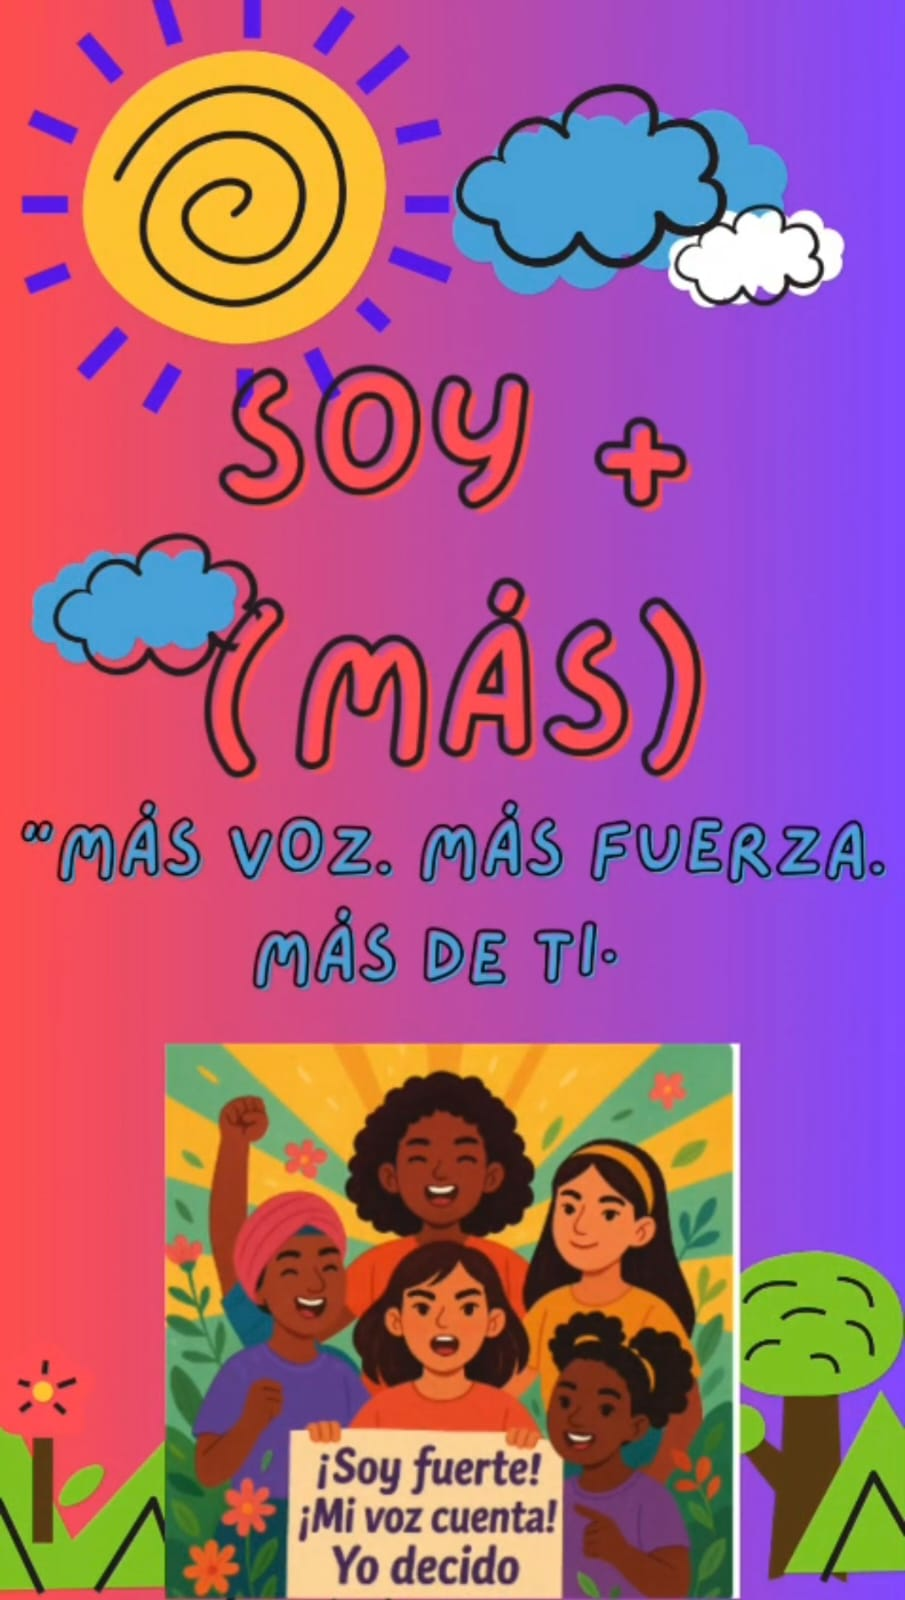 SOY +
(MÁS)
“MÁS VOZ. MÁS FUERZA.
MÁS DE TI.
¡Soy fuerte!
¡Mi voz cuenta!
Yo decido